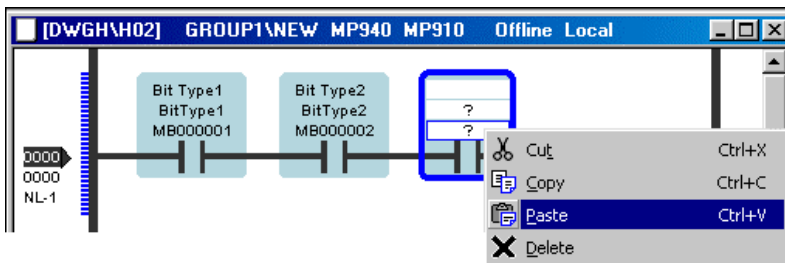 [DWGH\H02] GROUP1\NEW MP940 MP910 Offline Local
Bit Type1
BitType1
MB000001
Bit Type2
BitType2
MB000002
?
?
0000
0000
NL-1
Cut Ctrl+X
Copy Ctrl+C
Paste Ctrl+V
Delete